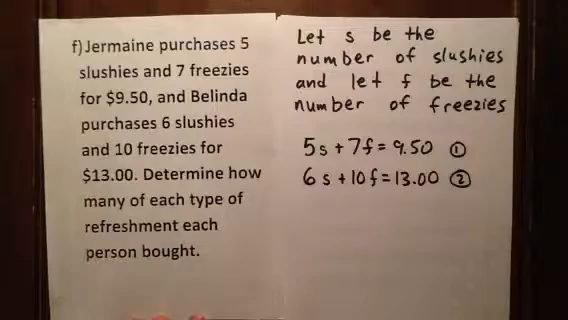 f) Jermaine purchases 5
slushies and 7 freezies
for $9.50, and Belinda
purchases 6 slushies
and 10 freezies for
$13.00. Determine how
many of each type of
refreshment each
person bought.
Let s be the
number of slushies
and let f be the
number of freezies
5s + 7f = 9.50 ①
6s + 10f = 13.00 ②